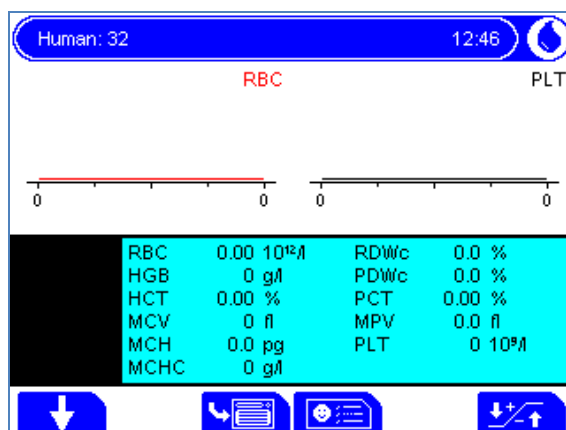 Human: 32 12:46
RBC PLT
0 0 0 0
RBC 0.00 10¹²/l RDWc 0.0 %
HGB 0 g/l PDWc 0.0 %
HCT 0.00 % PCT 0.00 %
MCV 0 fl MPV 0.0 fl
MCH 0.0 pg PLT 0 10⁹/l
MCHC 0 g/l